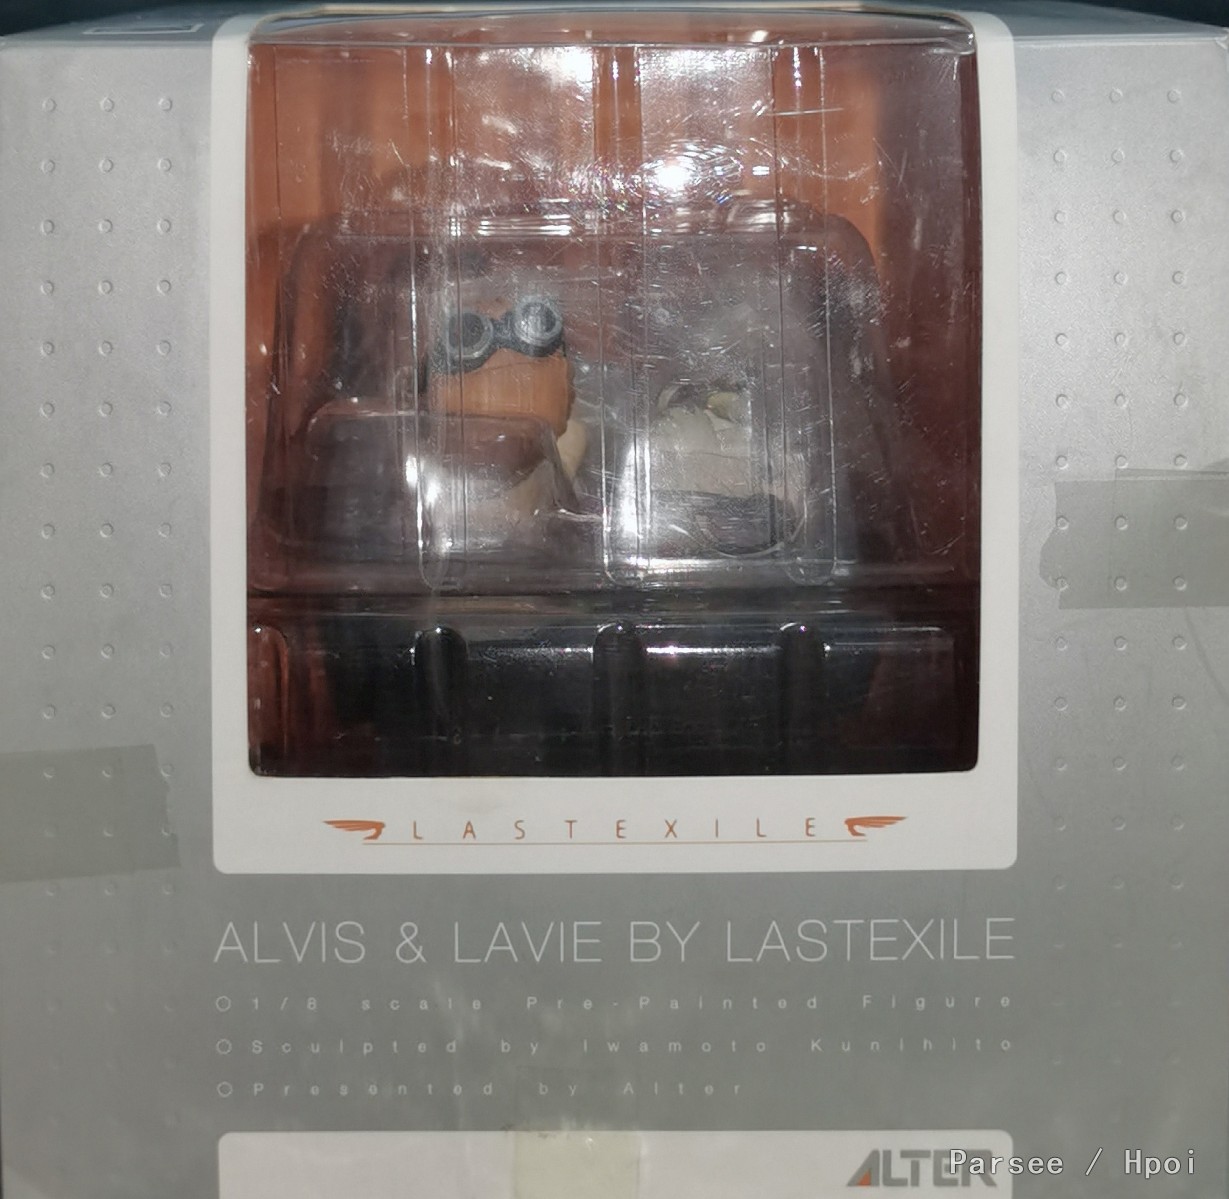 LASTEXILE
ALVIS & LAVIE BY LASTEXILE
○1/8 scale Pre-Painted Figure
○Sculpted by Iwamoto Kunihito
○Presented by Alter
ALTER
Parsee / Hpoi